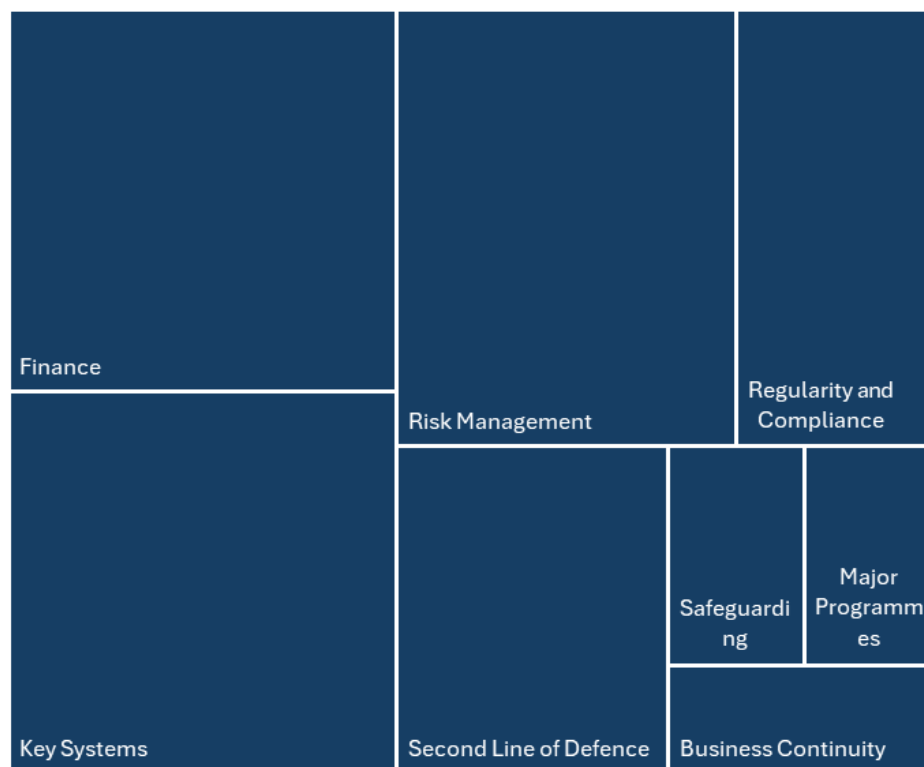 Finance
Risk Management
Regularity and
Compliance
Key Systems
Second Line of Defence
Safeguardi
ng
Major
Programm
es
Business Continuity